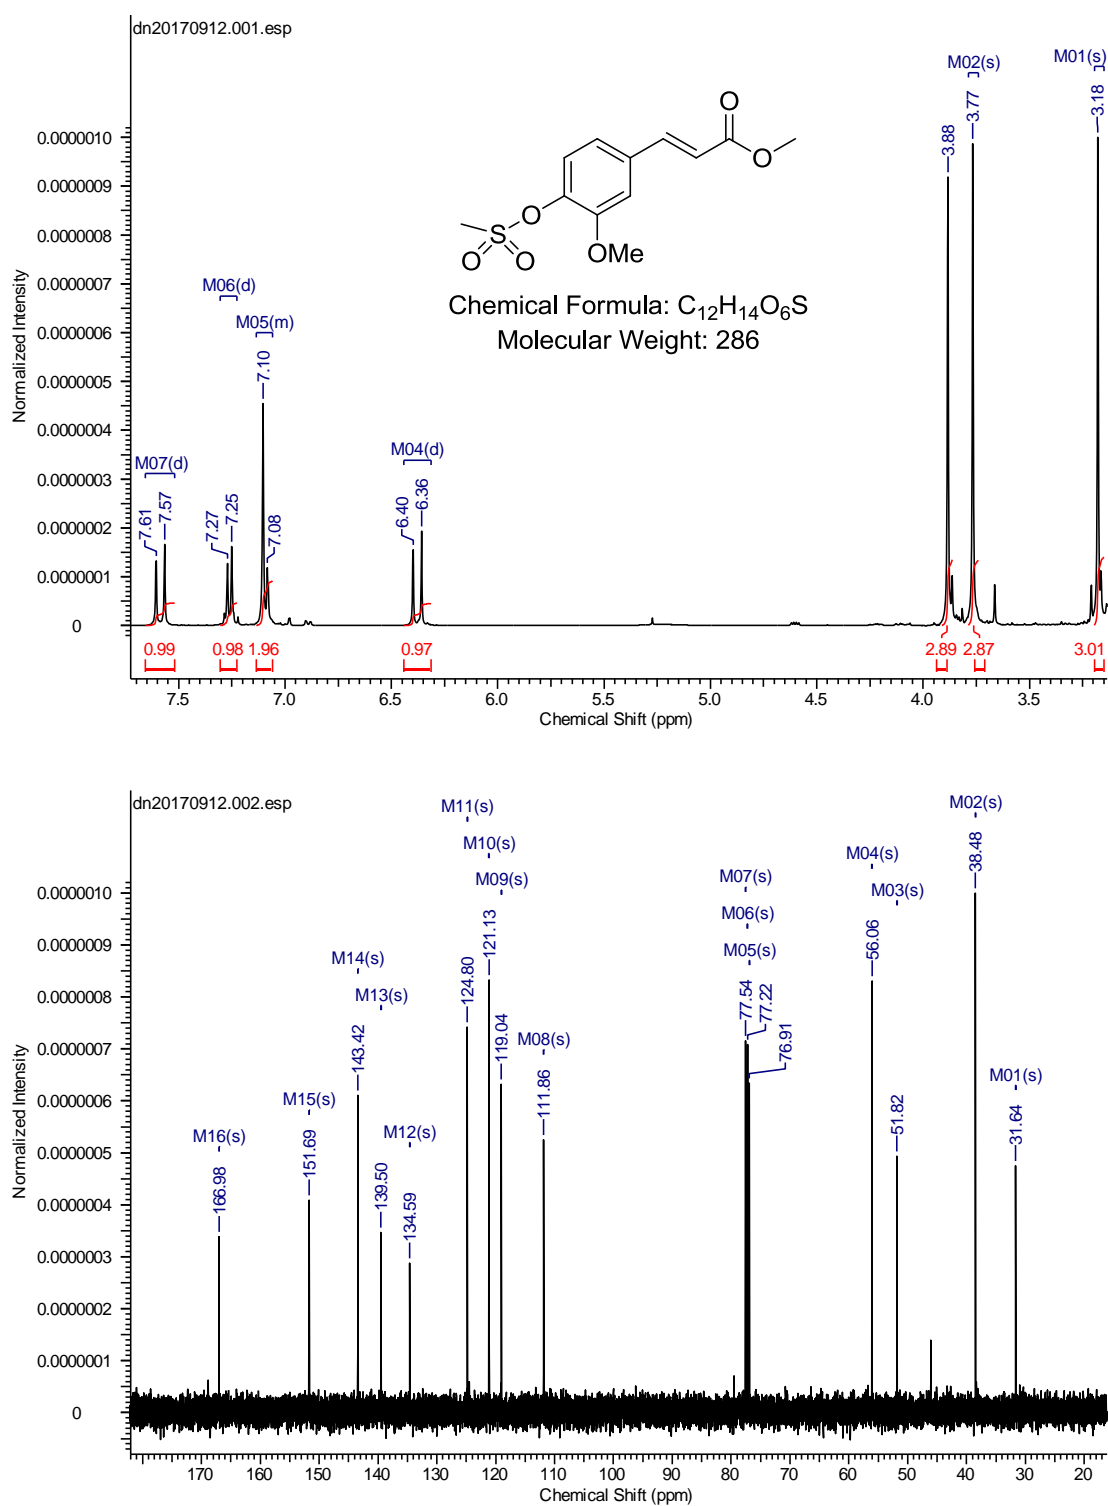 dn20170912.001.esp
M02(s)
M01(s)
3.88
3.77
3.18
0.0000010
0.0000009
0.0000008
0.0000007
0.0000006
0.0000005
0.0000004
0.0000003
0.0000002
0.0000001
0
Normalized Intensity
O
O
O
S
O
O
OMe
Chemical Formula: C12H14O6S
Molecular Weight: 286
M06(d)
M05(m)
7.10
M07(d)
M04(d)
7.61
7.57
7.27
7.25
7.08
6.40
6.36
0.99
0.98
1.96
0.97
2.89
2.87
3.01
7.5
7.0
6.5
6.0
5.5
5.0
4.5
4.0
3.5
Chemical Shift (ppm)
dn20170912.002.esp
M11(s)
M02(s)
M10(s)
M04(s)
M09(s)
M07(s)
M03(s)
M06(s)
M14(s)
M05(s)
M13(s)
M08(s)
M15(s)
M01(s)
M16(s)
M12(s)
166.98
151.69
143.42
139.50
134.59
124.80
121.13
119.04
111.86
77.54
77.22
76.91
56.06
51.82
38.48
31.64
0.0000010
0.0000009
0.0000008
0.0000007
0.0000006
0.0000005
0.0000004
0.0000003
0.0000002
0.0000001
0
Normalized Intensity
170
160
150
140
130
120
110
100
90
80
70
60
50
40
30
20
Chemical Shift (ppm)